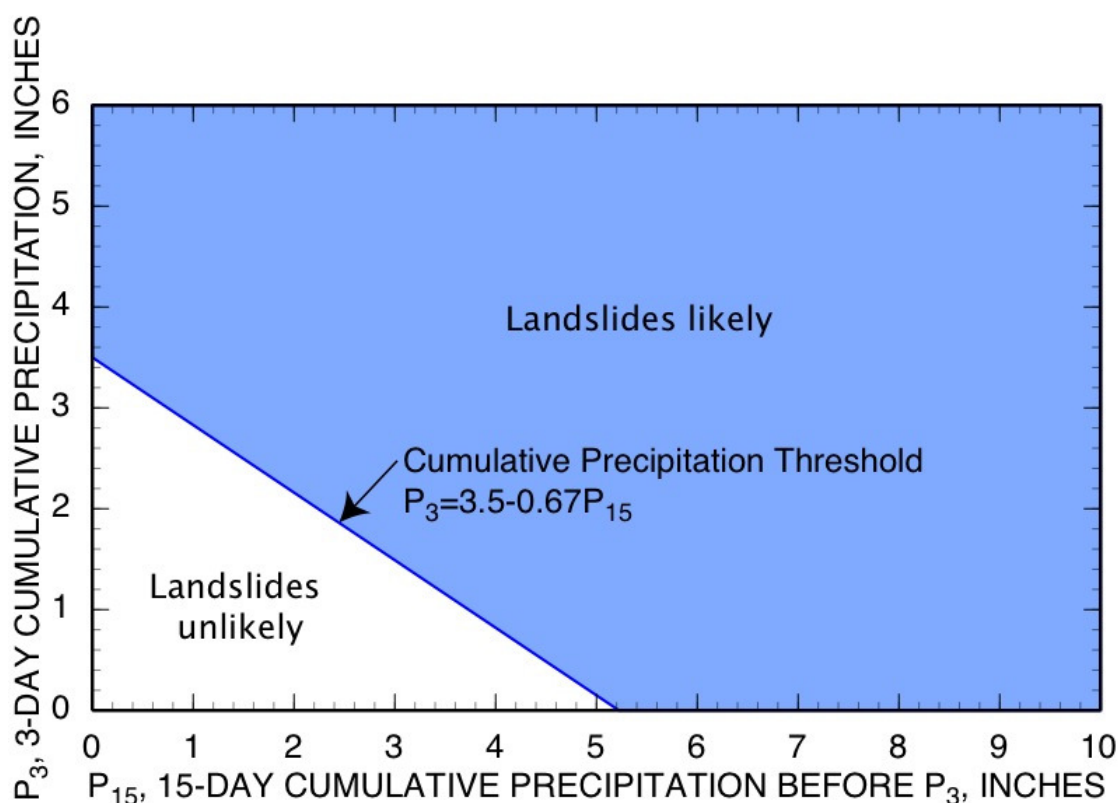 P₃, 3-DAY CUMULATIVE PRECIPITATION, INCHES
6
5
4
3
2
1
0
Landslides likely
Cumulative Precipitation Threshold
P₃=3.5-0.67P₁₅
Landslides
unlikely
0 1 2 3 4 5 6 7 8 9 10
P₁₅, 15-DAY CUMULATIVE PRECIPITATION BEFORE P₃, INCHES